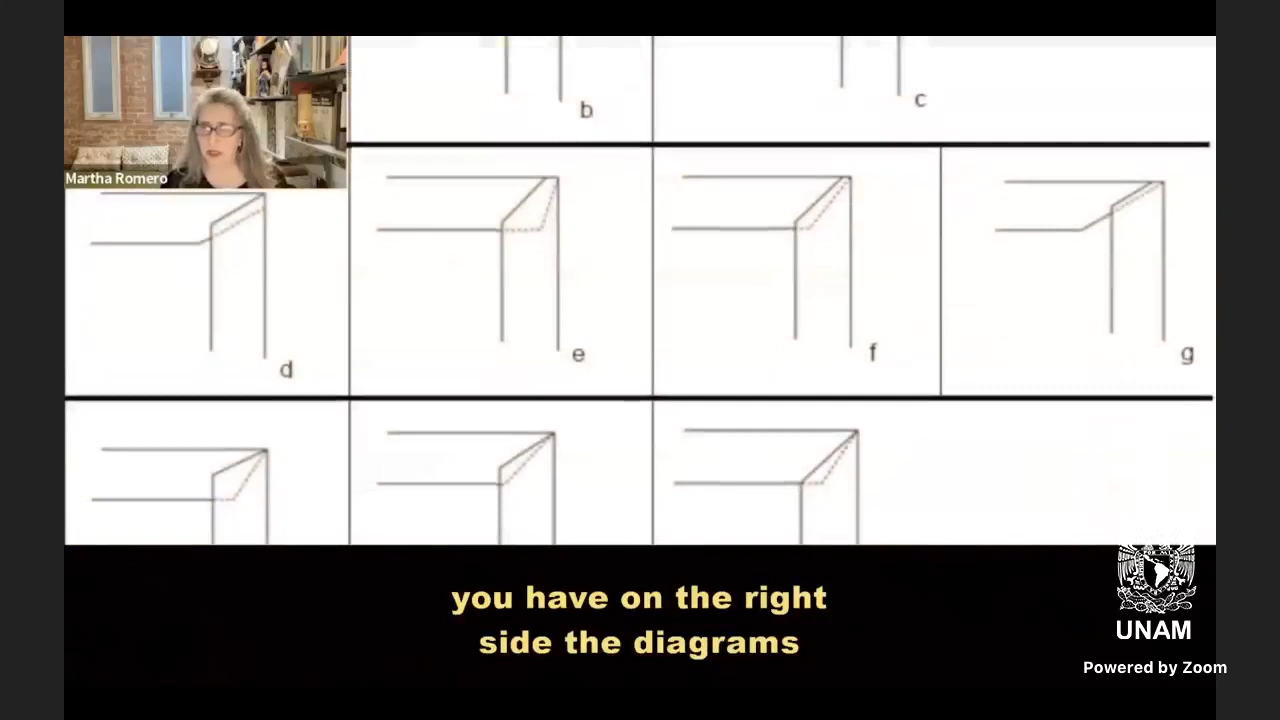 b
c
Martha Romero
d
e
f
g
you have on the right
side the diagrams
UNAM
Powered by Zoom